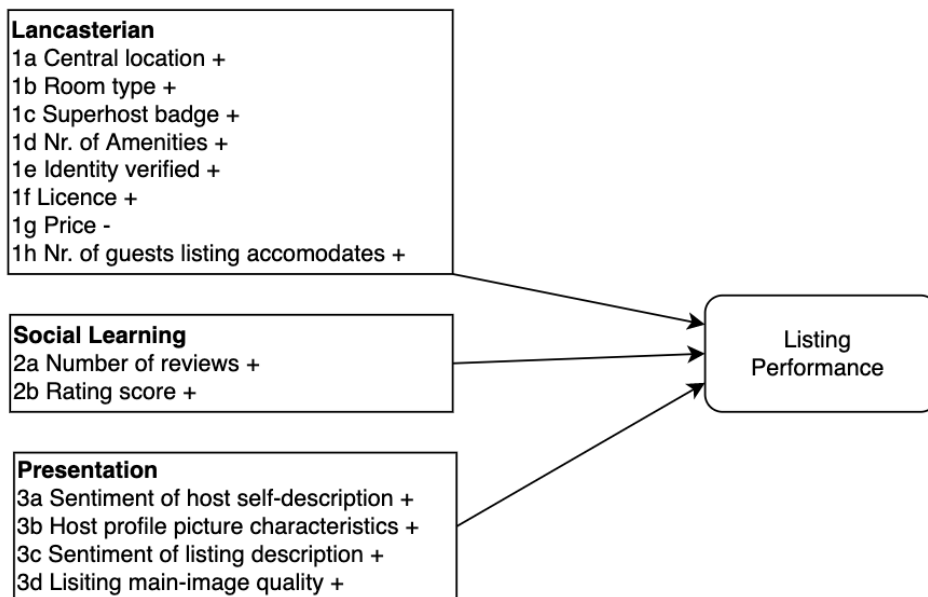 Lancasterian
1a Central location +
1b Room type +
1c Superhost badge +
1d Nr. of Amenities +
1e Identity verified +
1f Licence +
1g Price -
1h Nr. of guests listing accomodates +
Social Learning
2a Number of reviews +
2b Rating score +
Presentation
3a Sentiment of host self-description +
3b Host profile picture characteristics +
3c Sentiment of listing description +
3d Lisiting main-image quality +
Listing
Performance